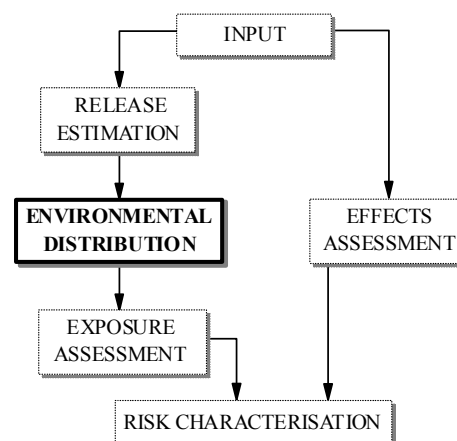 INPUT
RELEASE
ESTIMATION
ENVIRONMENTAL
DISTRIBUTION
EFFECTS
ASSESSMENT
EXPOSURE
ASSESSMENT
RISK CHARACTERISATION